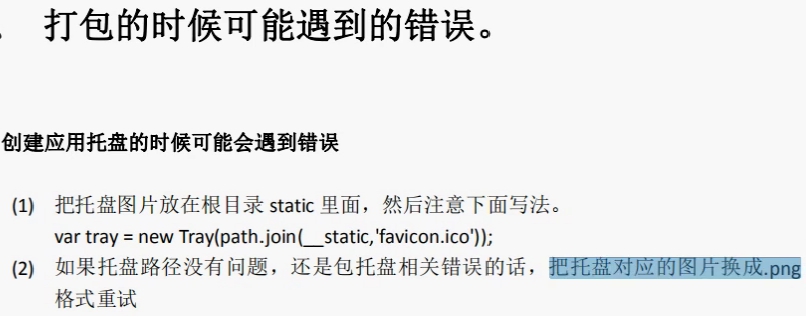 打包的时候可能遇到的错误。
创建应用托盘的时候可能会遇到错误
(1) 把托盘图片放在根目录 static 里面，然后注意下面写法。
var tray = new Tray(path.join(__static,'favicon.ico'));
(2) 如果托盘路径没有问题，还是包托盘相关错误的话，把托盘对应的图片换成.png
格式重试